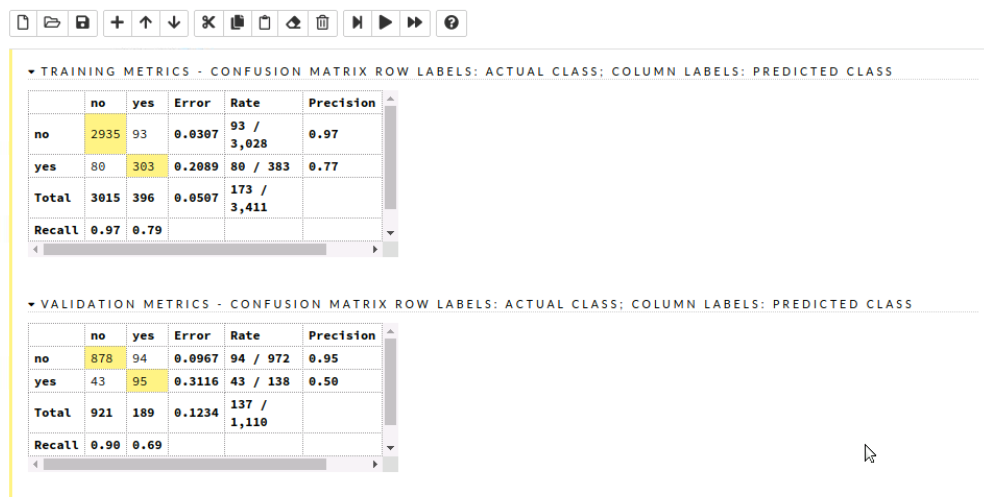 TRAINING METRICS - CONFUSION MATRIX ROW LABELS: ACTUAL CLASS; COLUMN LABELS: PREDICTED CLASS
no yes Error Rate Precision
no 2935 93 0.0307 93 / 3,028 0.97
yes 80 303 0.2089 80 / 383 0.77
Total 3015 396 0.0507 173 / 3,411
Recall 0.97 0.79
VALIDATION METRICS - CONFUSION MATRIX ROW LABELS: ACTUAL CLASS; COLUMN LABELS: PREDICTED CLASS
no yes Error Rate Precision
no 878 94 0.0967 94 / 972 0.95
yes 43 95 0.3116 43 / 138 0.50
Total 921 189 0.1234 137 / 1,110
Recall 0.90 0.69